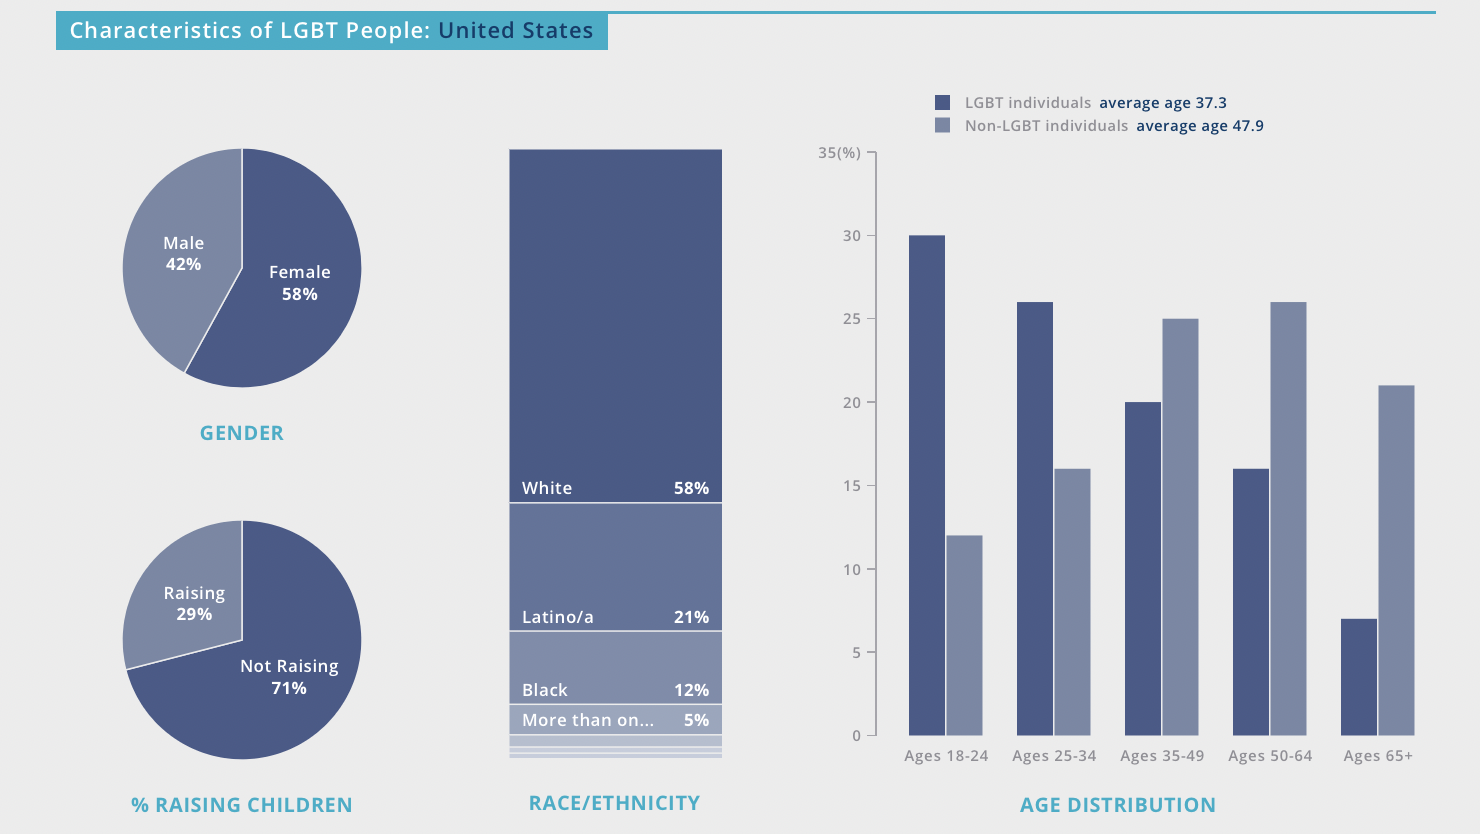 Characteristics of LGBT People: United States
LGBT individuals average age 37.3
Non-LGBT individuals average age 47.9
Male
42%
Female
58%
GENDER
Raising
29%
Not Raising
71%
% RAISING CHILDREN
White 58%
Latino/a 21%
Black 12%
More than on... 5%
RACE/ETHNICITY
35(%)
30
25
20
15
10
5
0
Ages 18-24 Ages 25-34 Ages 35-49 Ages 50-64 Ages 65+
AGE DISTRIBUTION